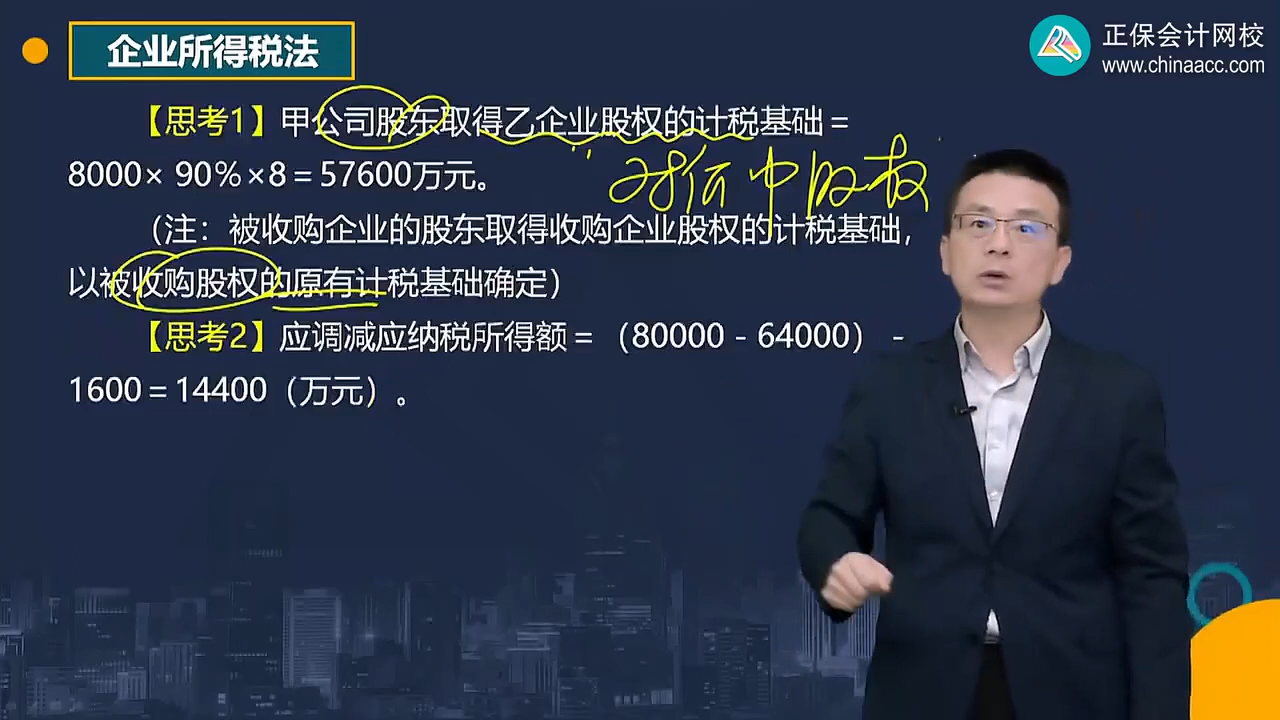 企业所得税法
正保会计网校
www.chinaacc.com
【思考1】甲公司股东取得乙企业股权的计税基础＝
8000× 90％×8＝57600万元。
对价中股权
（注：被收购企业的股东取得收购企业股权的计税基础，
以被收购股权的原有计税基础确定）
【思考2】应调减应纳税所得额＝（80000－64000）－
1600＝14400（万元）。